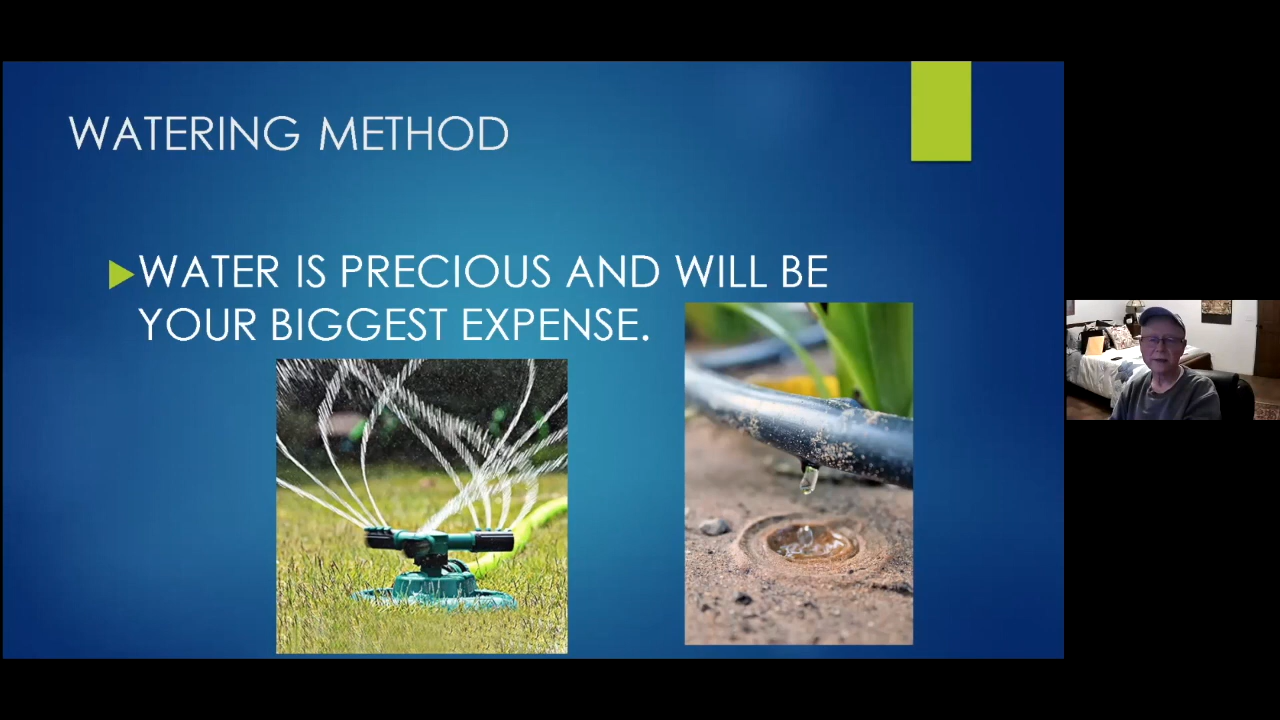 WATERING METHOD
WATER IS PRECIOUS AND WILL BE
YOUR BIGGEST EXPENSE.